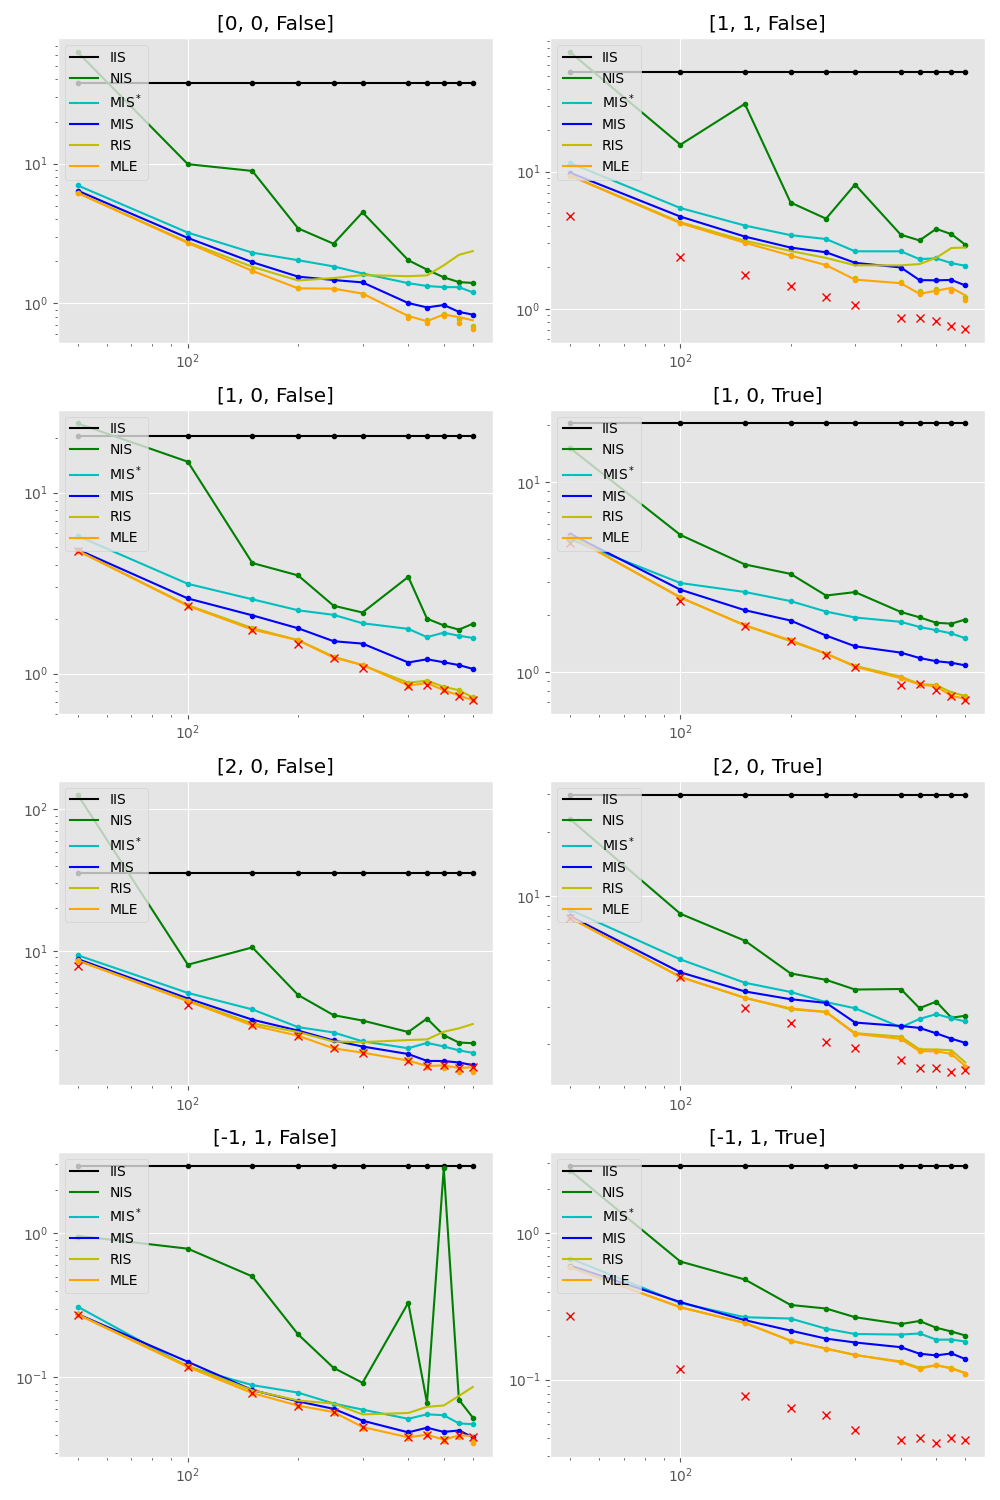 [0, 0, False]
IIS
NIS
MIS*
MIS
RIS
MLE
10¹
10⁰
10²
[1, 1, False]
IIS
NIS
MIS*
MIS
RIS
MLE
10¹
10⁰
10²
[1, 0, False]
IIS
NIS
MIS*
MIS
RIS
MLE
10¹
10⁰
10²
[1, 0, True]
IIS
NIS
MIS*
MIS
RIS
MLE
10¹
10⁰
10²
[2, 0, False]
IIS
NIS
MIS*
MIS
RIS
MLE
10²
10¹
10²
[2, 0, True]
IIS
NIS
MIS*
MIS
RIS
MLE
10¹
10²
[-1, 1, False]
IIS
NIS
MIS*
MIS
RIS
MLE
10⁰
10⁻¹
10²
[-1, 1, True]
IIS
NIS
MIS*
MIS
RIS
MLE
10⁰
10⁻¹
10²